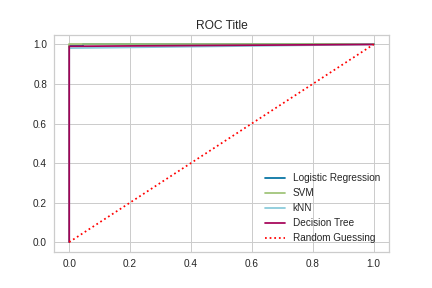 ROC Title
1.0
0.8
0.6
0.4
0.2
0.0
Logistic Regression
SVM
kNN
Decision Tree
Random Guessing
0.0 0.2 0.4 0.6 0.8 1.0